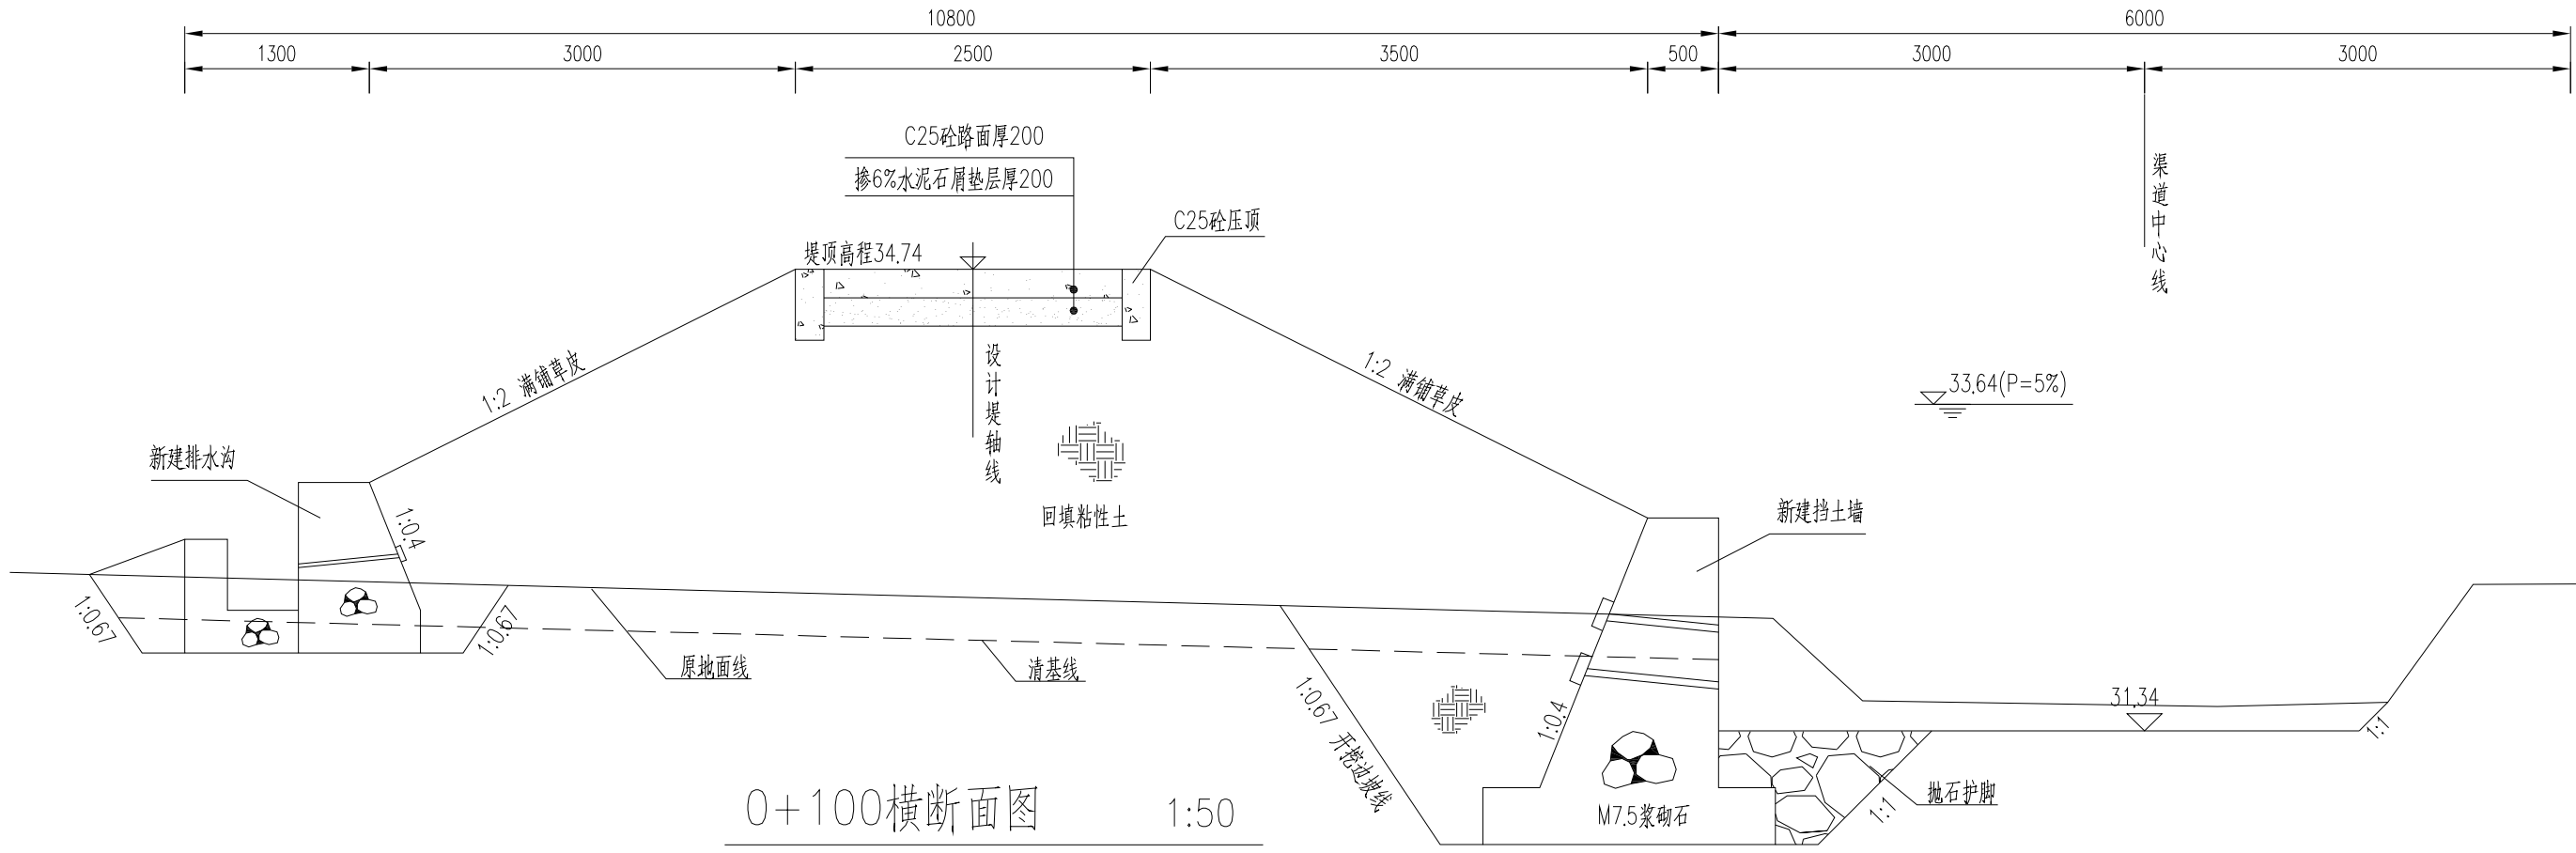 10800
6000
1300
3000
2500
3500
500
3000
3000
C25砼路面厚200
掺6%水泥石屑垫层厚200
C25砼压顶
渠道中心线
堤顶高程34.74
设计堤轴线
1:2 满铺草皮
1:2 满铺草皮
33.64(P=5%)
新建排水沟
1:0.4
回填粘性土
新建挡土墙
1:0.67
1:0.67
原地面线
清基线
1:0.67 开挖边坡线
1:0.4
31.34
1:1
抛石护脚
1:1
M7.5浆砌石
0+100横断面图 1:50